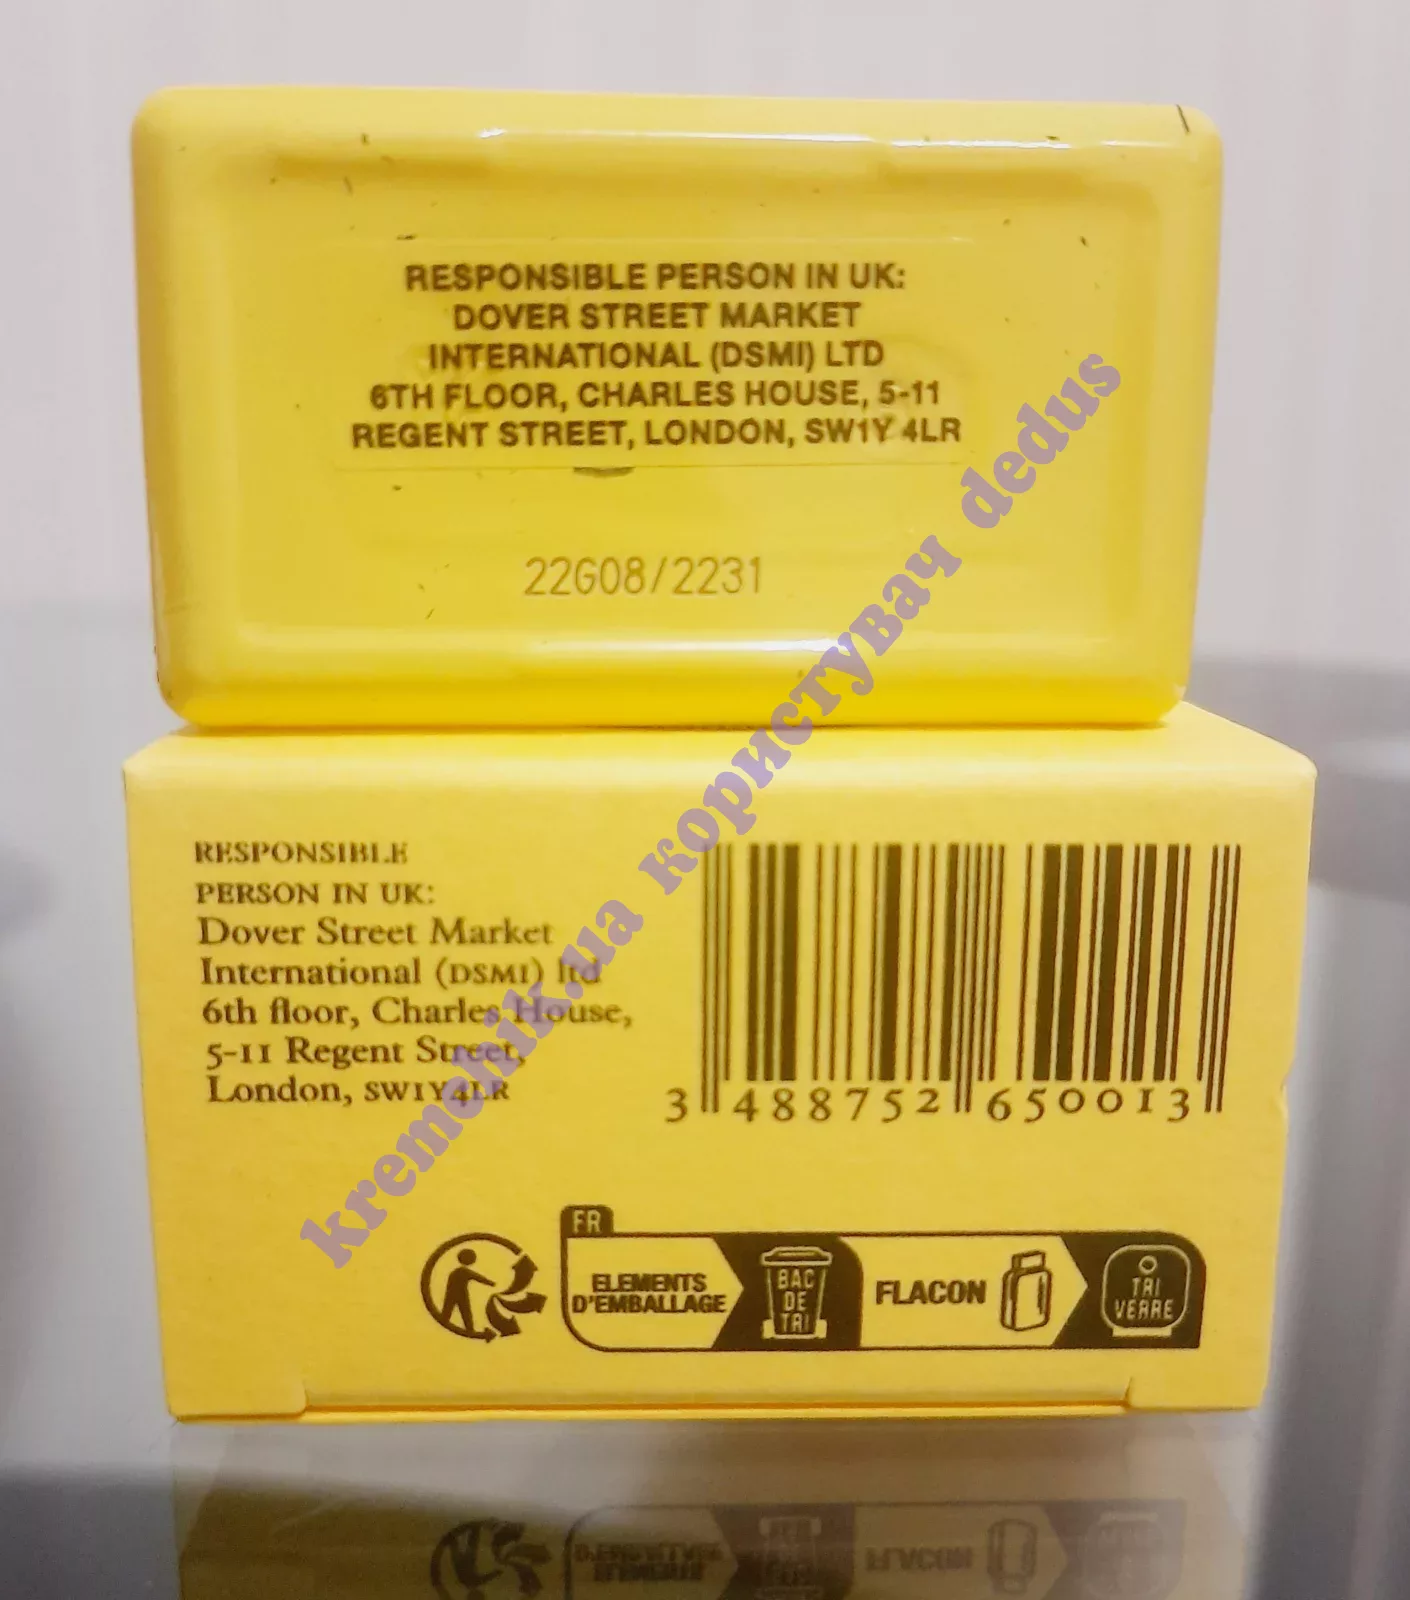 RESPONSIBLE PERSON IN UK:
DOVER STREET MARKET
INTERNATIONAL (DSMI) LTD
6TH FLOOR, CHARLES HOUSE, 5-11
REGENT STREET, LONDON, SW1Y 4LR
22G08/2231
RESPONSIBLE
PERSON IN UK:
Dover Street Market
International (DSMI) ltd
6th floor, Charles House,
5-11 Regent Street,
London, SW1Y4LR
3 488752 650013
FR
ELEMENTS
D'EMBALLAGE
BAC
DE
TRI
FLACON
TRI
VERRE
kremchik.ua користувач dedus